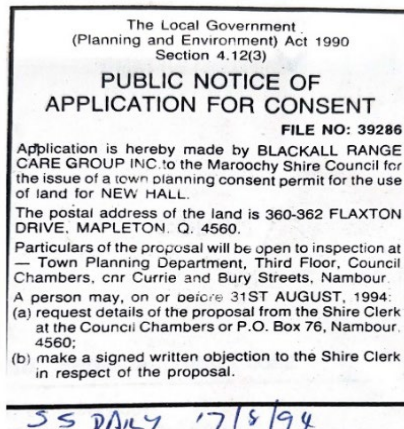 The Local Government
(Planning and Environment) Act 1990
Section 4.12(3)
PUBLIC NOTICE OF
APPLICATION FOR CONSENT
FILE NO: 39286
Application is hereby made by BLACKALL RANGE
CARE GROUP INC. to the Maroochy Shire Council for
the issue of a town planning consent permit for the use
of land for NEW HALL.
The postal address of the land is 360-362 FLAXTON
DRIVE, MAPLETON. Q. 4560.
Particulars of the proposal will be open to inspection at
— Town Planning Department, Third Floor, Council
Chambers, cnr Currie and Bury Streets, Nambour.
A person may, on or before 31ST AUGUST, 1994:
(a) request details of the proposal from the Shire Clerk
at the Council Chambers or P.O. Box 76, Nambour.
4560;
(b) make a signed written objection to the Shire Clerk
in respect of the proposal.
SS DAILY 17/8/94